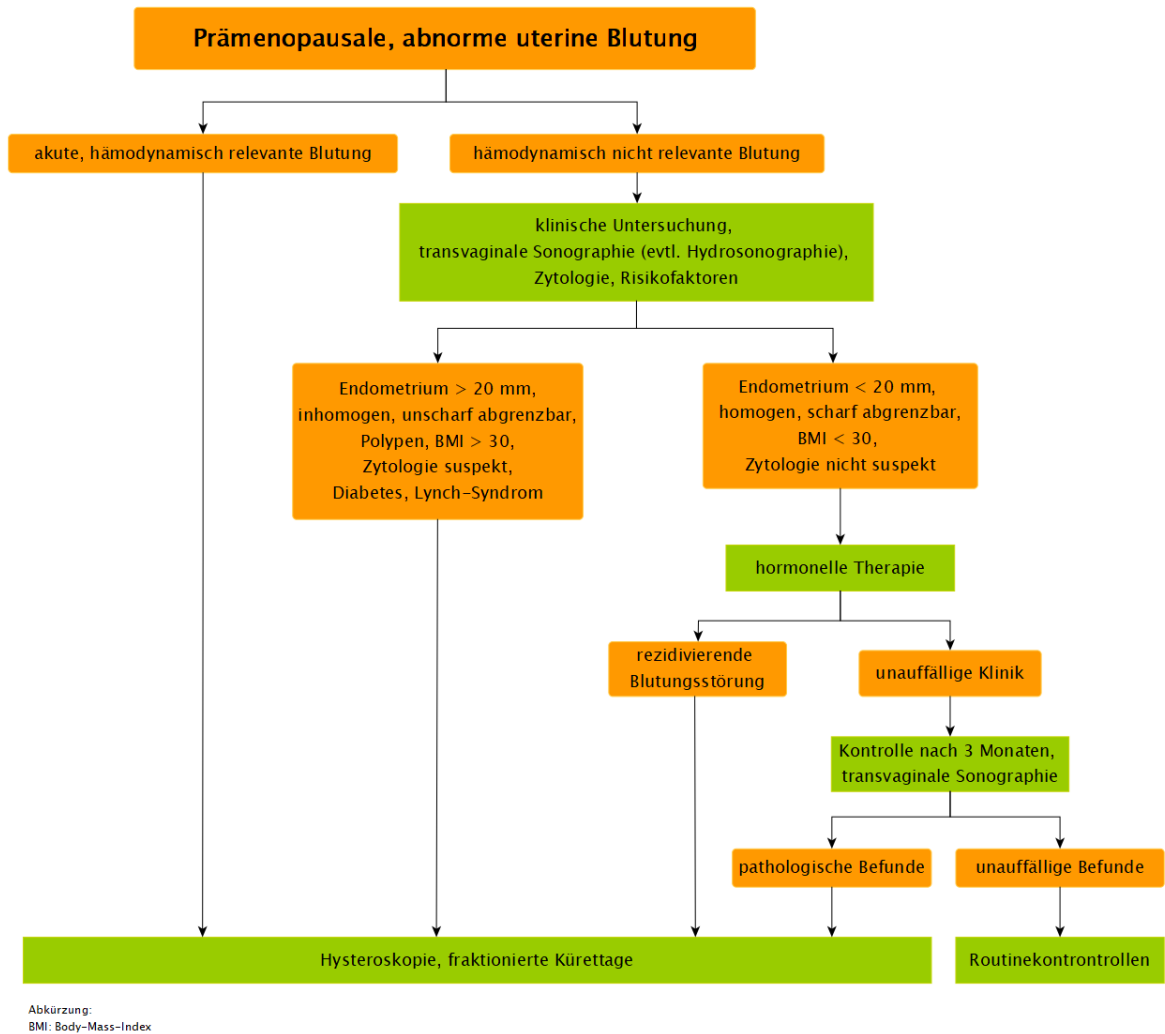 Prämenopausale, abnorme uterine Blutung
akute, hämodynamisch relevante Blutung
hämodynamisch nicht relevante Blutung
klinische Untersuchung,
transvaginale Sonographie (evtl. Hydrosonographie),
Zytologie, Risikofaktoren
Endometrium > 20 mm,
inhomogen, unscharf abgrenzbar,
Polypen, BMI > 30,
Zytologie suspekt,
Diabetes, Lynch-Syndrom
Endometrium < 20 mm,
homogen, scharf abgrenzbar,
BMI < 30,
Zytologie nicht suspekt
hormonelle Therapie
rezidivierende
Blutungsstörung
unauffällige Klinik
Kontrolle nach 3 Monaten,
transvaginale Sonographie
pathologische Befunde
unauffällige Befunde
Hysteroskopie, fraktionierte Kürettage
Routinekontrontrollen
Abkürzung:
BMI: Body-Mass-Index